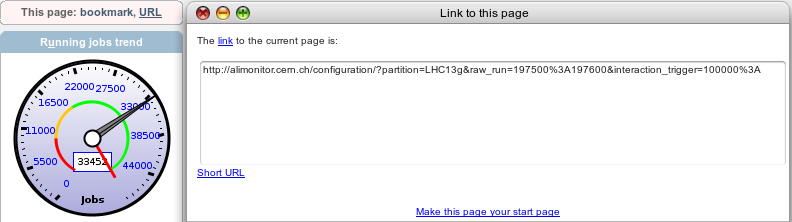 This page: bookmark, URL
Running jobs trend
0
5500
11000
16500
22000
27500
33000
38500
44000
33452
Jobs
Link to this page
The link to the current page is:
http://alimonitor.cern.ch/configuration/?partition=LHC13g&raw_run=197500%3A197600&interaction_trigger=100000%3A
Short URL
Make this page your start page